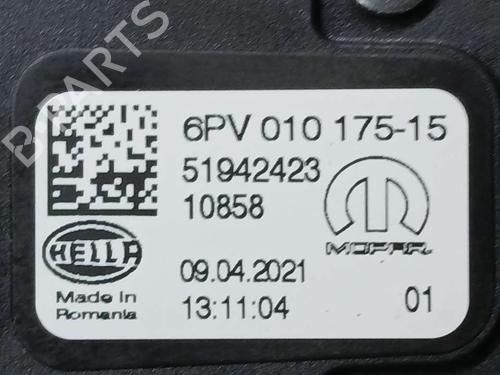 B-PARTS
6PV 010 175-15
51942423
10858
HELLA
MOPAR.
Made In
Romania
09.04.2021
13:11:04
01